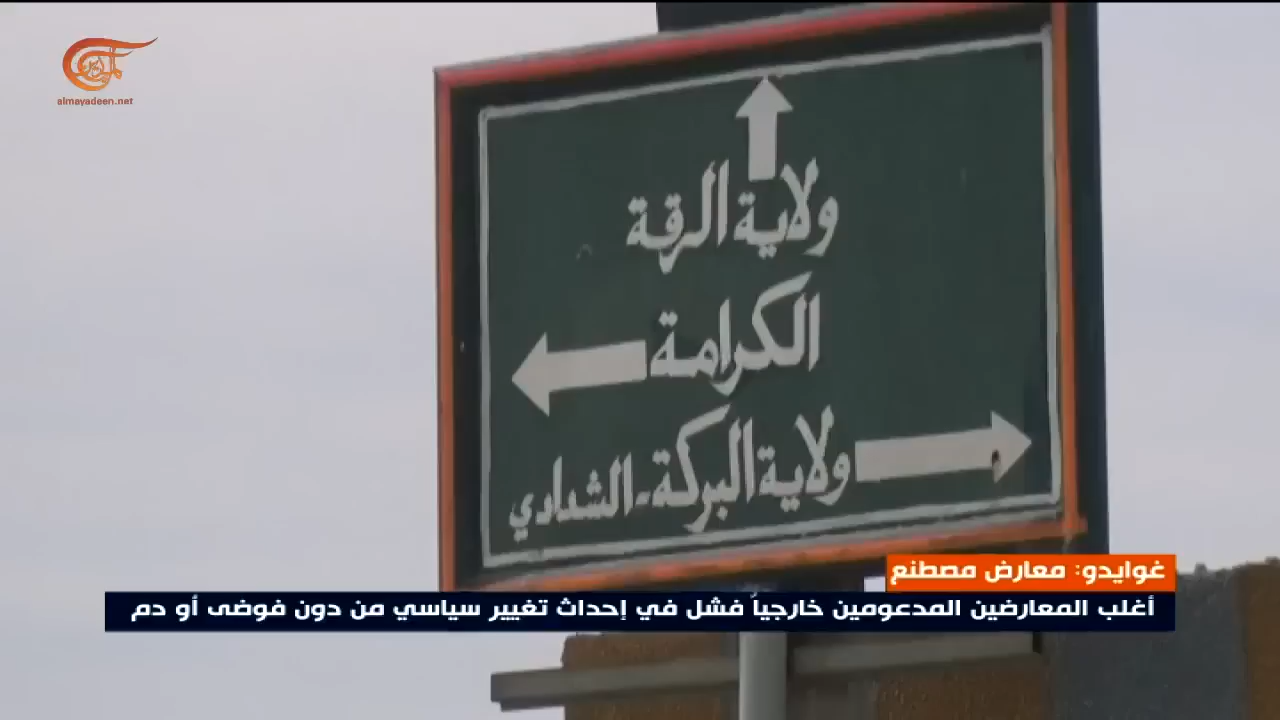 almayadeen.net
ولاية الرقة
الكرامة
ولاية البركة-الشدادي
غوايدو: معارض مصطنع
أغلب المعارضين المدعومين خارجياً فشل في إحداث تغيير سياسي من دون فوضى أو دم